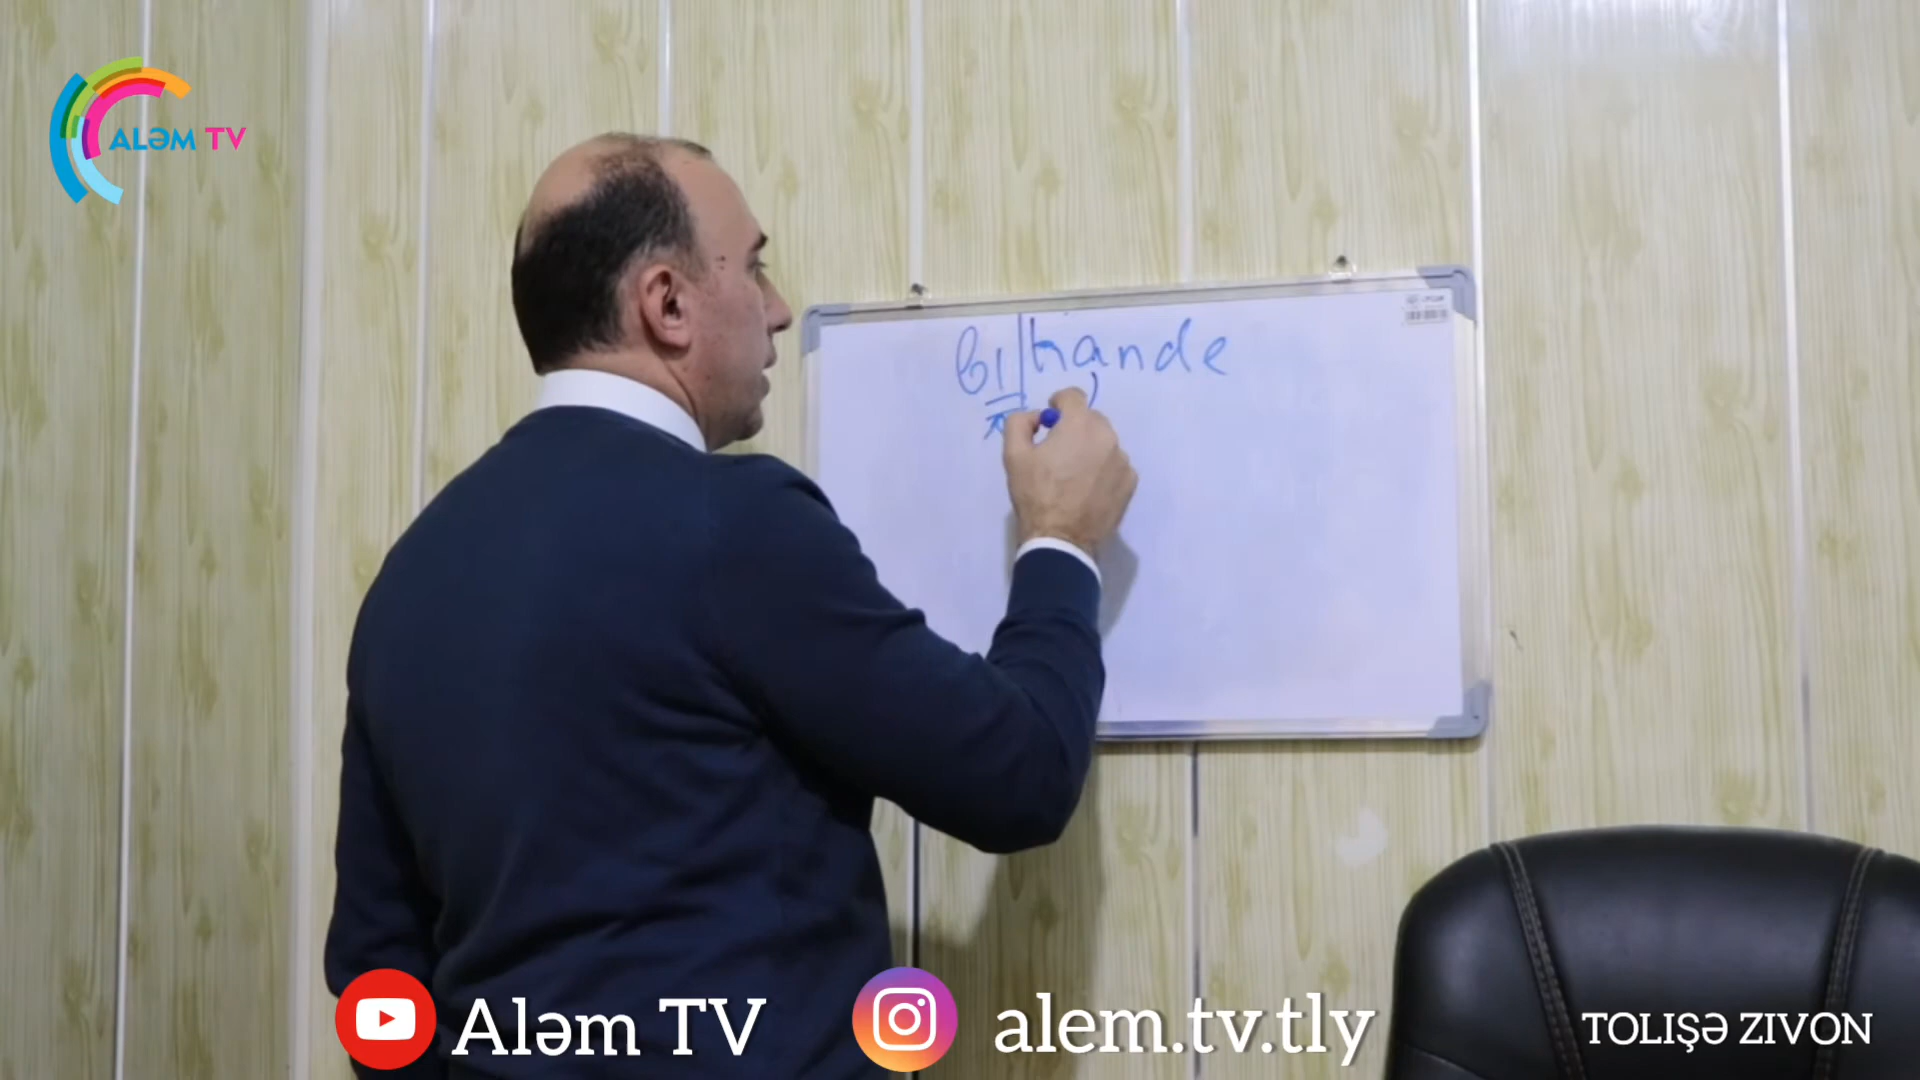 ALƏM TV
bı|hande
Aləm TV
alem.tv.tly
TOLIŞƏ ZIVON